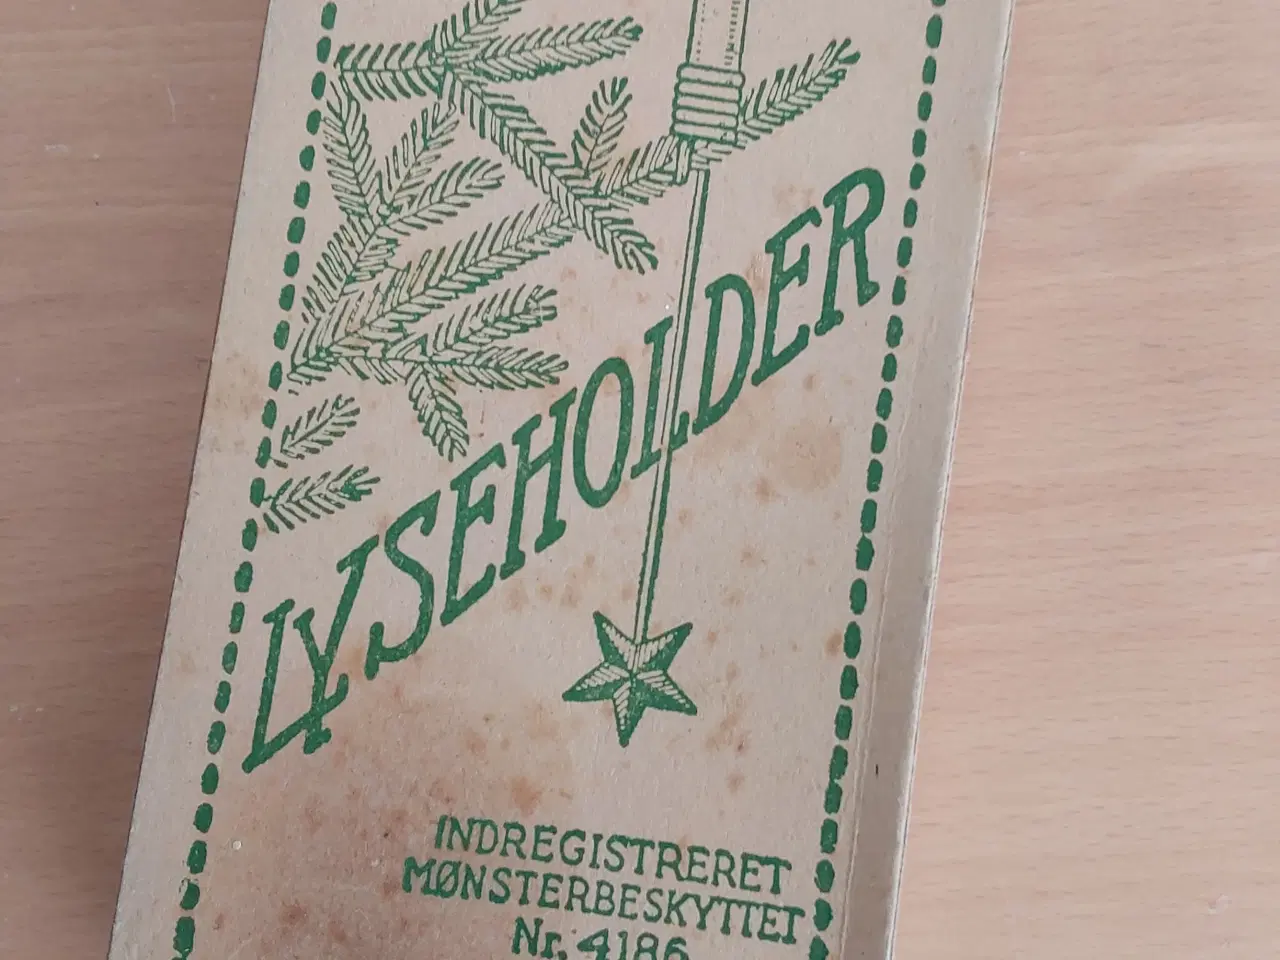 LYSEHOLDER
INDREGISTRERET
MØNSTERBESKYTTET
Nr. 4186